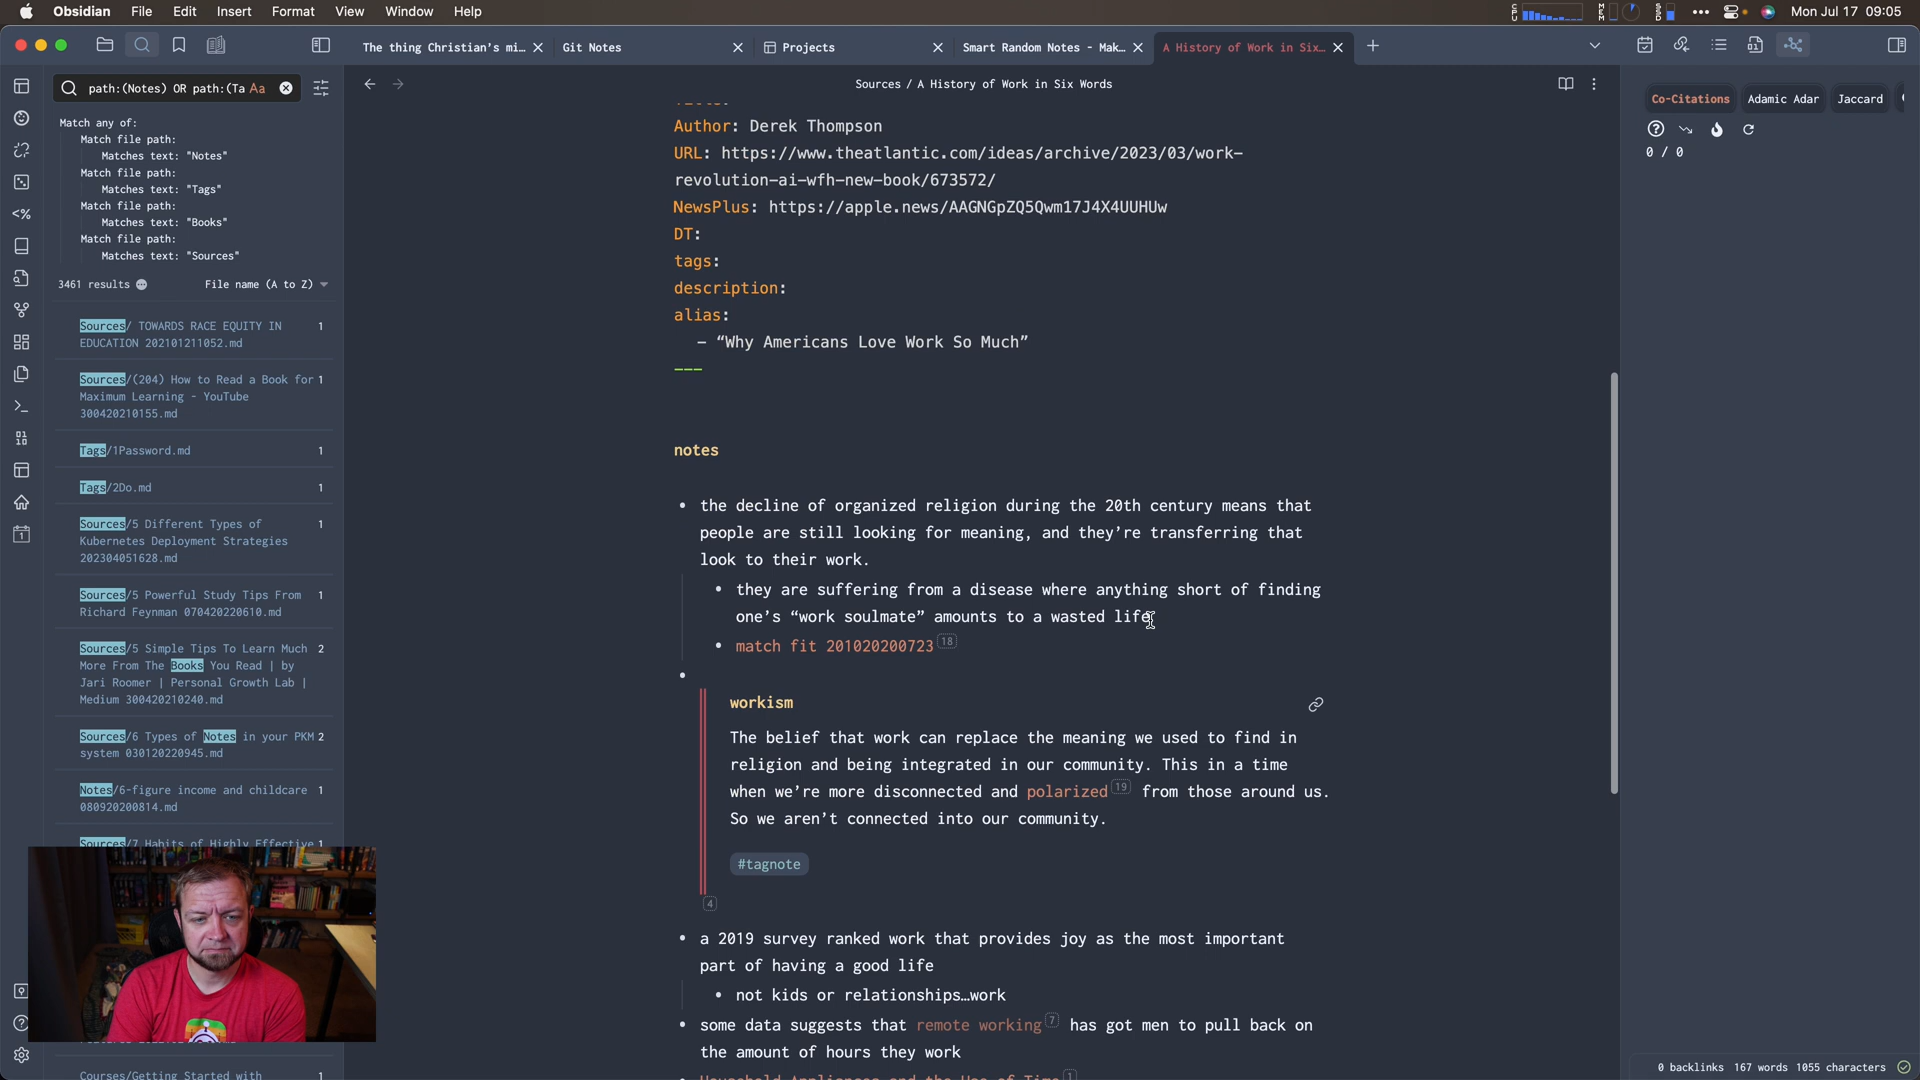 Obsidian File Edit Insert Format View Window Help
Mon Jul 17 09:05
The thing Christian's mi...
Git Notes
Projects
Smart Random Notes - Mak...
A History of Work in Six...
path:(Notes) OR path:(Ta Aa
Match any of:
Match file path:
Matches text: "Notes"
Match file path:
Matches text: "Tags"
Match file path:
Matches text: "Books"
Match file path:
Matches text: "Sources"
3461 results
File name (A to Z)
Sources/ TOWARDS RACE EQUITY IN 1
EDUCATION 202101211052.md
Sources/(204) How to Read a Book for 1
Maximum Learning - YouTube
300420210155.md
Tags/1Password.md 1
Tags/2Do.md 1
Sources/5 Different Types of 1
Kubernetes Deployment Strategies
202304051628.md
Sources/5 Powerful Study Tips From 1
Richard Feynman 070420220610.md
Sources/5 Simple Tips To Learn Much 2
More From The Books You Read | by
Jari Roomer | Personal Growth Lab |
Medium 300420210240.md
Sources/6 Types of Notes in your PKM 2
system 030120220945.md
Notes/6-figure income and childcare 1
080920200814.md
Sources/7 Habits of Highly Effective 1
Courses/Getting Started with 1
Sources / A History of Work in Six Words
Author: Derek Thompson
URL: https://www.theatlantic.com/ideas/archive/2023/03/work-
revolution-ai-wfh-new-book/673572/
NewsPlus: https://apple.news/AAGNGpZQ5Qwm17J4X4UUHUw
DT:
tags:
description:
alias:
– “Why Americans Love Work So Much”
---
notes
• the decline of organized religion during the 20th century means that
people are still looking for meaning, and they’re transferring that
look to their work.
• they are suffering from a disease where anything short of finding
one’s “work soulmate” amounts to a wasted life
• match fit 201020200723 18
•
workism
The belief that work can replace the meaning we used to find in
religion and being integrated in our community. This in a time
when we’re more disconnected and polarized 19 from those around us.
So we aren’t connected into our community.
#tagnote
4
• a 2019 survey ranked work that provides joy as the most important
part of having a good life
• not kids or relationships…work
• some data suggests that remote working 7 has got men to pull back on
the amount of hours they work
• Household Appliances and the Use of Time 1
Co-Citations
Adamic Adar
Jaccard
0 / 0
0 backlinks 167 words 1055 characters